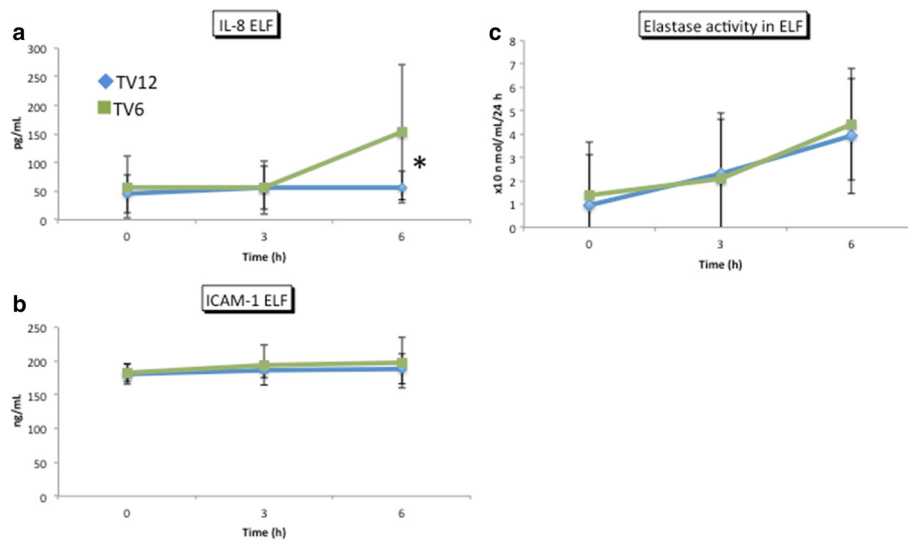 a
IL-8 ELF
300
250
200
150
100
50
0
pg/mL
TV12
TV6
*
0 3 6
Time (h)
b
ICAM-1 ELF
250
200
150
100
50
0
ng/mL
0 3 6
Time (h)
c
Elastase activity in ELF
8
7
6
5
4
3
2
1
0
x10 n mol/mL/24 h
0 3 6
Time (h)